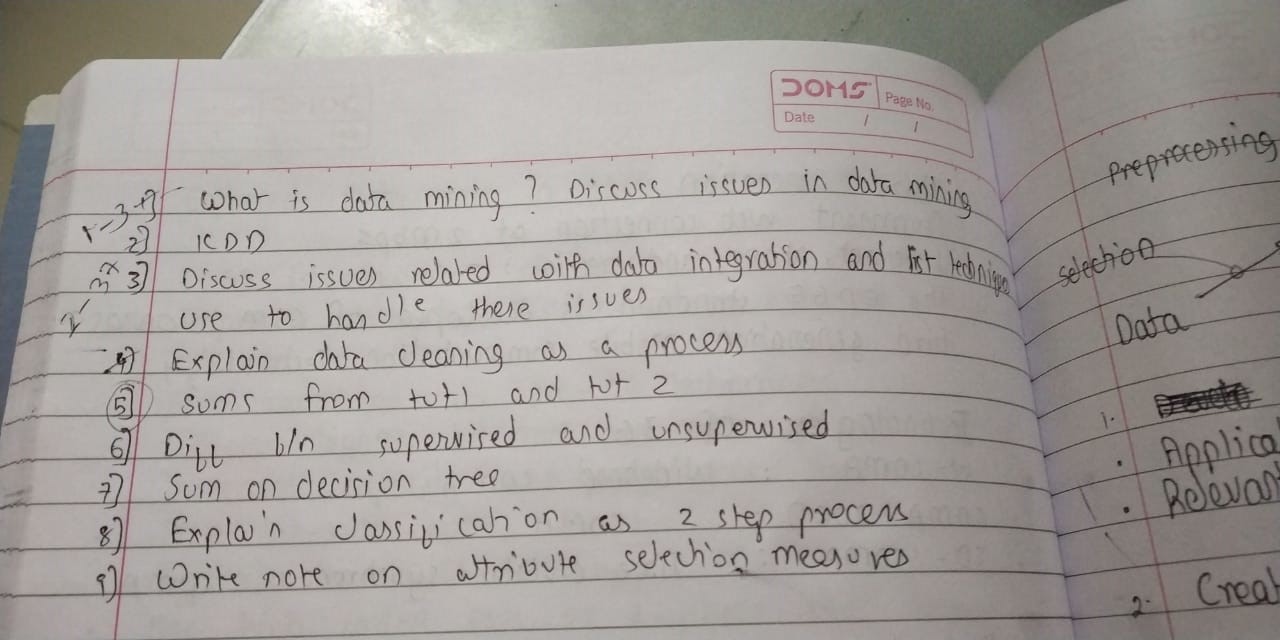 DOMS
Page No.
Date / /
1] What is data mining ? Discuss issues in data mining
2] KDD
3] Discuss issues related with data integration and list technique
use to handle these issues
4] Explain data cleaning as a process
5] Sums from tut1 and tut 2
6] Diff b/n supervised and unsupervised
7] Sum on decision tree
8] Explain classification as 2 step process
9] Write note on attribute selection measures
Preprocessing
Selection
Data
1.
• Applica
• Relevan
2. Creat